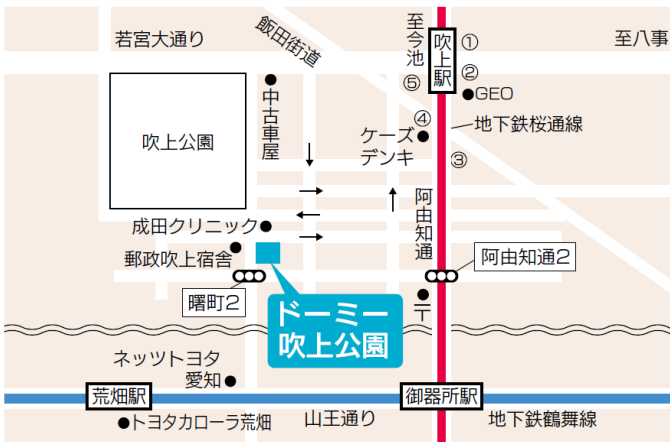 若宮大通り
飯田街道
至今池
吹上駅
①
②
至八事
⑤
GEO
中古車屋
吹上公園
④
ケーズ
デンキ
地下鉄桜通線
③
阿由知通
成田クリニック
郵政吹上宿舎
阿由知通2
曙町2
〒
ドーミー
吹上公園
ネッツトヨタ
愛知
荒畑駅
御器所駅
トヨタカローラ荒畑
山王通り
地下鉄鶴舞線